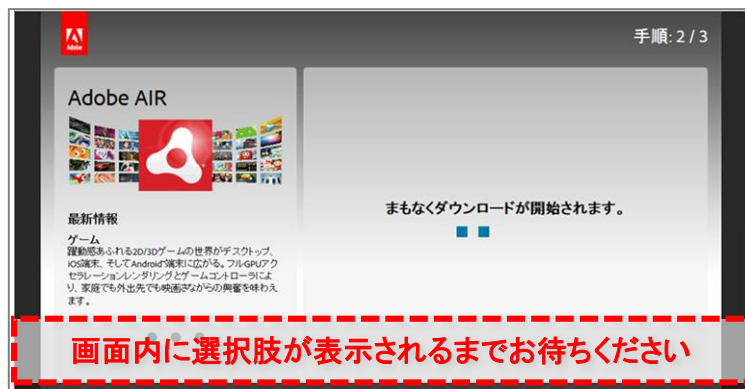 Adobe
手順: 2 / 3
Adobe AIR
最新情報
ゲーム
躍動感あふれる2D/3Dゲームの世界がデスクトップ、
iOS端末、そしてAndroid™端末に広がる。フルGPUアク
セラレーションレンダリングとゲームコントローラによ
り、家庭でも外出先でも映画さながらの興奮を味わえ
ます。
まもなくダウンロードが開始されます。
画面内に選択肢が表示されるまでお待ちください